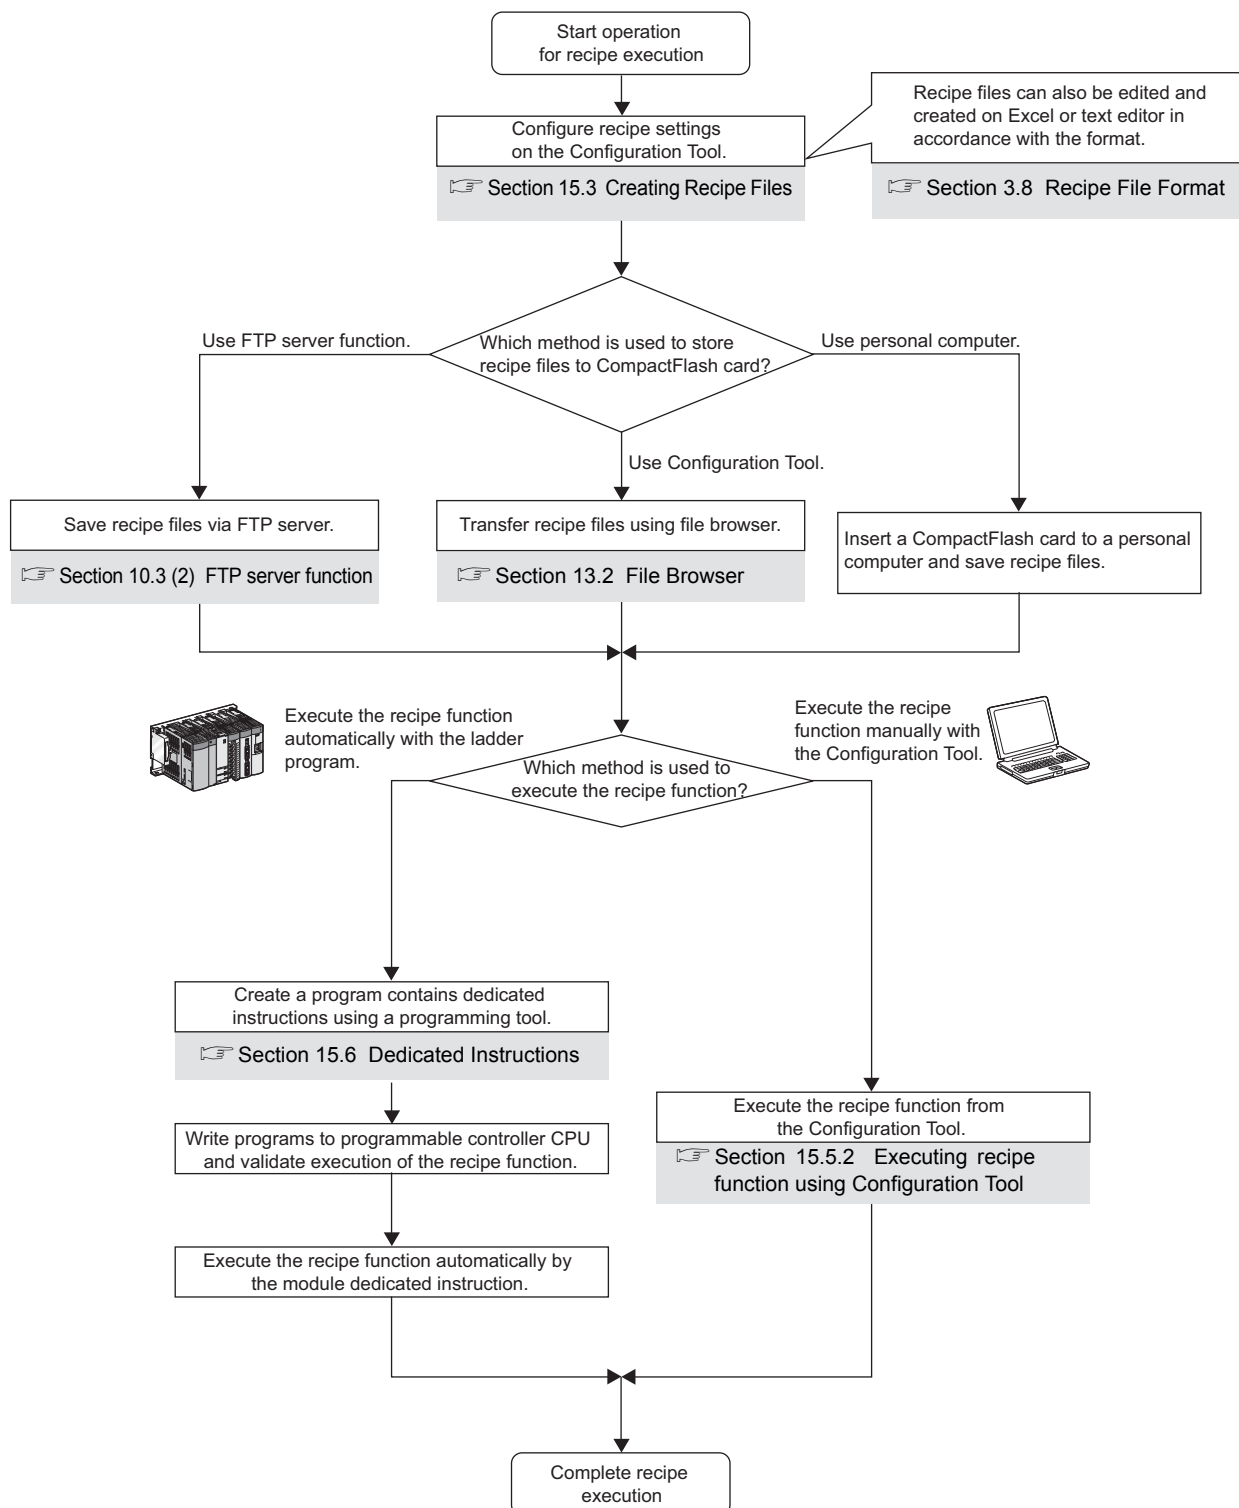 Start operation
for recipe execution
Configure recipe settings
on the Configuration Tool.
☞ Section 15.3 Creating Recipe Files
Recipe files can also be edited and
created on Excel or text editor in
accordance with the format.
☞ Section 3.8 Recipe File Format
Use FTP server function.
Which method is used to store
recipe files to CompactFlash card?
Use personal computer.
Use Configuration Tool.
Save recipe files via FTP server.
☞ Section 10.3 (2) FTP server function
Transfer recipe files using file browser.
☞ Section 13.2 File Browser
Insert a CompactFlash card to a personal
computer and save recipe files.
Execute the recipe function
automatically with the ladder
program.
Which method is used to
execute the recipe function?
Execute the recipe
function manually with
the Configuration Tool.
Create a program contains dedicated
instructions using a programming tool.
☞ Section 15.6 Dedicated Instructions
Write programs to programmable controller CPU
and validate execution of the recipe function.
Execute the recipe function automatically by
the module dedicated instruction.
Execute the recipe function from
the Configuration Tool.
☞ Section 15.5.2 Executing recipe
function using Configuration Tool
Complete recipe
execution